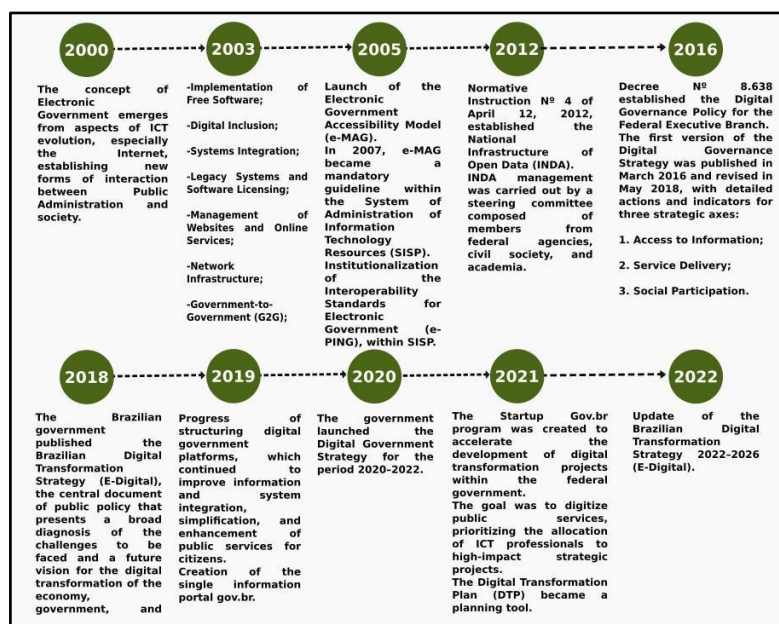 2000
2003
2005
2012
2016
The concept of
Electronic
Government emerges
from aspects of ICT
evolution, especially
the Internet,
establishing new
forms of interaction
between Public
Administration and
society.
-Implementation of
Free Software;
-Digital Inclusion;
-Systems Integration;
-Legacy Systems and
Software Licensing;
-Management of
Websites and Online
Services;
-Network
Infrastructure;
-Government-to-
Government (G2G);
Launch of the
Electronic
Government
Accessibility Model
(e-MAG).
In 2007, e-MAG
became a
mandatory
guideline within
the System of
Administration of
Information
Technology
Resources (SISP).
Institutionalization
of the
Interoperability
Standards for
Electronic
Government (e-
PING), within SISP.
Normative
Instruction Nº 4 of
April 12, 2012,
established the
National
Infrastructure of
Open Data (INDA).
INDA management
was carried out by a
steering committee
composed of
members from
federal agencies,
civil society, and
academia.
Decree Nº 8.638
established the Digital
Governance Policy for the
Federal Executive Branch.
The first version of the
Digital Governance
Strategy was published in
March 2016 and revised in
May 2018, with detailed
actions and indicators for
three strategic axes:
1. Access to Information;
2. Service Delivery;
3. Social Participation.
2018
2019
2020
2021
2022
The Brazilian
government
published the
Brazilian Digital
Transformation
Strategy (E-Digital),
the central document
of public policy that
presents a broad
diagnosis of the
challenges to be
faced and a future
vision for the digital
transformation of the
economy,
government, and
Progress of
structuring digital
government
platforms, which
continued to
improve information
and system
integration,
simplification, and
enhancement of
public services for
citizens.
Creation of the
single information
portal gov.br.
The government
launched the
Digital Government
Strategy for the
period 2020–2022.
The Startup Gov.br
program was created to
accelerate the
development of digital
transformation projects
within the federal
government.
The goal was to digitize
public services,
prioritizing the allocation
of ICT professionals to
high-impact strategic
projects.
The Digital Transformation
Plan (DTP) became a
planning tool.
Update of the
Brazilian Digital
Transformation
Strategy 2022–2026
(E-Digital).